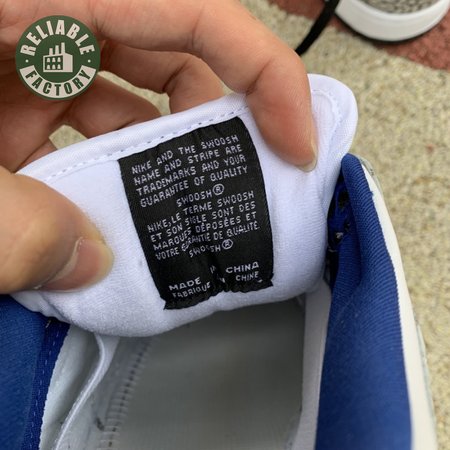 RELIABLE
FACTORY
NIKE AND THE SWOOSH
NAME AND STRIPE ARE
TRADEMARKS AND YOUR
GUARANTEE OF QUALITY
SWOOSH®
NIKE, LE TERME SWOOSH
ET SON SIGLE SONT DES
MARQUES DÉPOSÉES ET
VOTRE GARANTIE DE QUALITÉ.
SWOOSH®
MADE IN CHINA
FABRIQUÉ EN CHINE